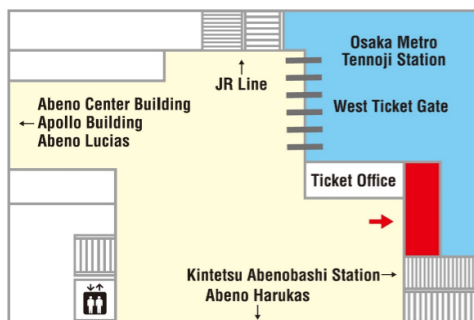 Osaka Metro
Tennoji Station
↑
JR Line
West Ticket Gate
Abeno Center Building
← Apollo Building
Abeno Lucias
Ticket Office
→
Kintetsu Abenobashi Station→
Abeno Harukas
↓